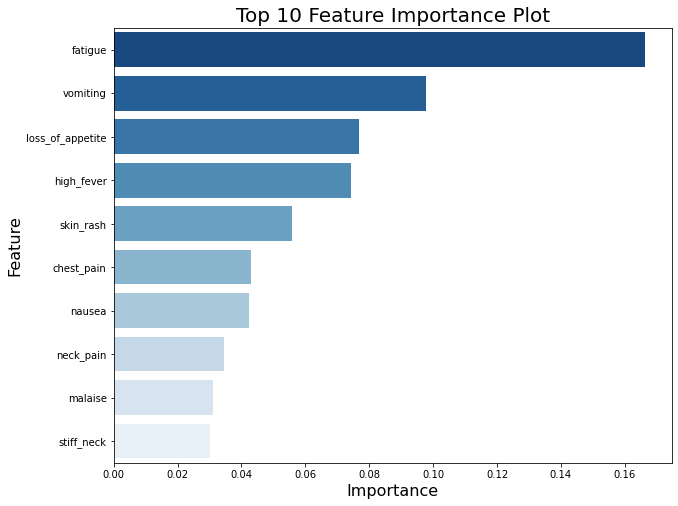 Top 10 Feature Importance Plot
fatigue
vomiting
loss_of_appetite
high_fever
skin_rash
chest_pain
nausea
neck_pain
malaise
stiff_neck
Feature
0.00 0.02 0.04 0.06 0.08 0.10 0.12 0.14 0.16
Importance